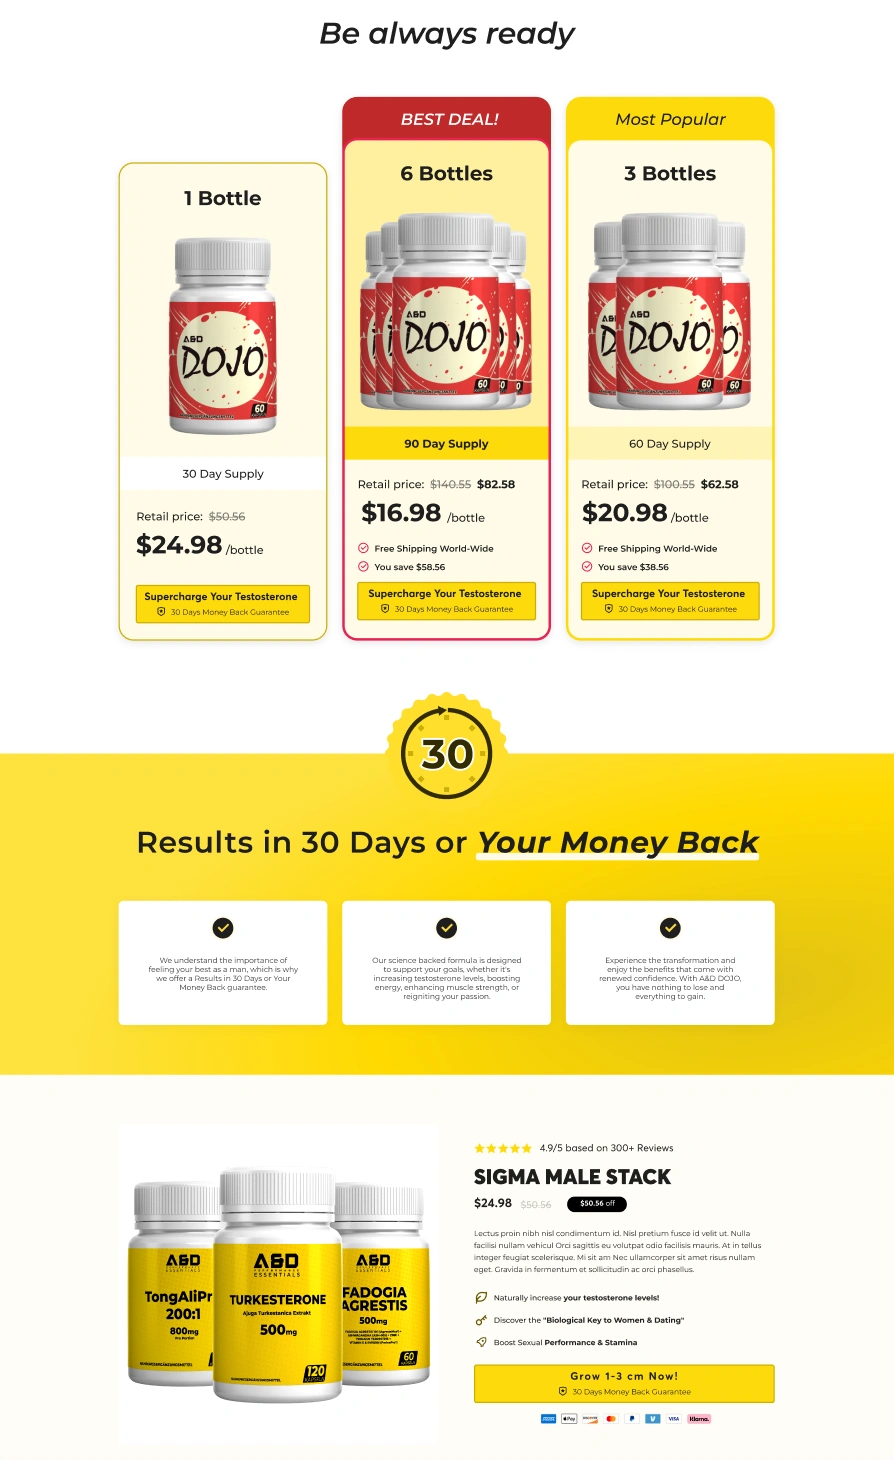 Be always ready
1 Bottle
A&D
DOJO
60
KAPSELN
30 Day Supply
Retail price: $50.56
$24.98 /bottle
Supercharge Your Testosterone
30 Days Money Back Guarantee
BEST DEAL!
6 Bottles
A&D
DOJO
60
KAPSELN
90 Day Supply
Retail price: $140.55 $82.58
$16.98 /bottle
Free Shipping World-Wide
You save $58.56
Supercharge Your Testosterone
30 Days Money Back Guarantee
Most Popular
3 Bottles
A&D
DOJO
60
KAPSELN
60 Day Supply
Retail price: $100.55 $62.58
$20.98 /bottle
Free Shipping World-Wide
You save $38.56
Supercharge Your Testosterone
30 Days Money Back Guarantee
30
Results in 30 Days or Your Money Back
We understand the importance of
feeling your best as a man, which is why
we offer a Results in 30 Days or Your
Money Back guarantee.
Our science backed formula is designed
to support your goals, whether it's
increasing testosterone levels, boosting
energy, enhancing muscle strength, or
reigniting your passion.
Experience the transformation and
enjoy the benefits that come with
renewed confidence. With A&D DOJO,
you have nothing to lose and
everything to gain.
A&D
PERFORMANCE
ESSENTIALS
TongAliPr
200:1
800mg
Pro Portion
NAHRUNGSERGÄNZUNGSMITTEL
A&D
PERFORMANCE
ESSENTIALS
TURKESTERONE
Ajuga Turkestanica Extrakt
500mg
120
KAPSELN
NAHRUNGSERGÄNZUNGSMITTEL
A&D
ESSENTIALS
FADOGIA
AGRESTIS
500mg
60
KAPSELN
4.9/5 based on 300+ Reviews
SIGMA MALE STACK
$24.98 $50.56 $50.56 off
Lectus proin nibh nisl condimentum id. Nisl pretium fusce id velit ut. Nulla
facilisi nullam vehicul Orci sagittis eu volutpat odio facilisis mauris. At in tellus
integer feugiat scelerisque. Mi sit am Nec ullamcorper sit amet risus nullam
eget. Gravida in fermentum et sollicitudin ac orci phasellus.
Naturally increase your testosterone levels!
Discover the "Biological Key to Women & Dating"
Boost Sexual Performance & Stamina
Grow 1-3 cm Now!
30 Days Money Back Guarantee
Pay
DISCOVER
VISA
Klarna.